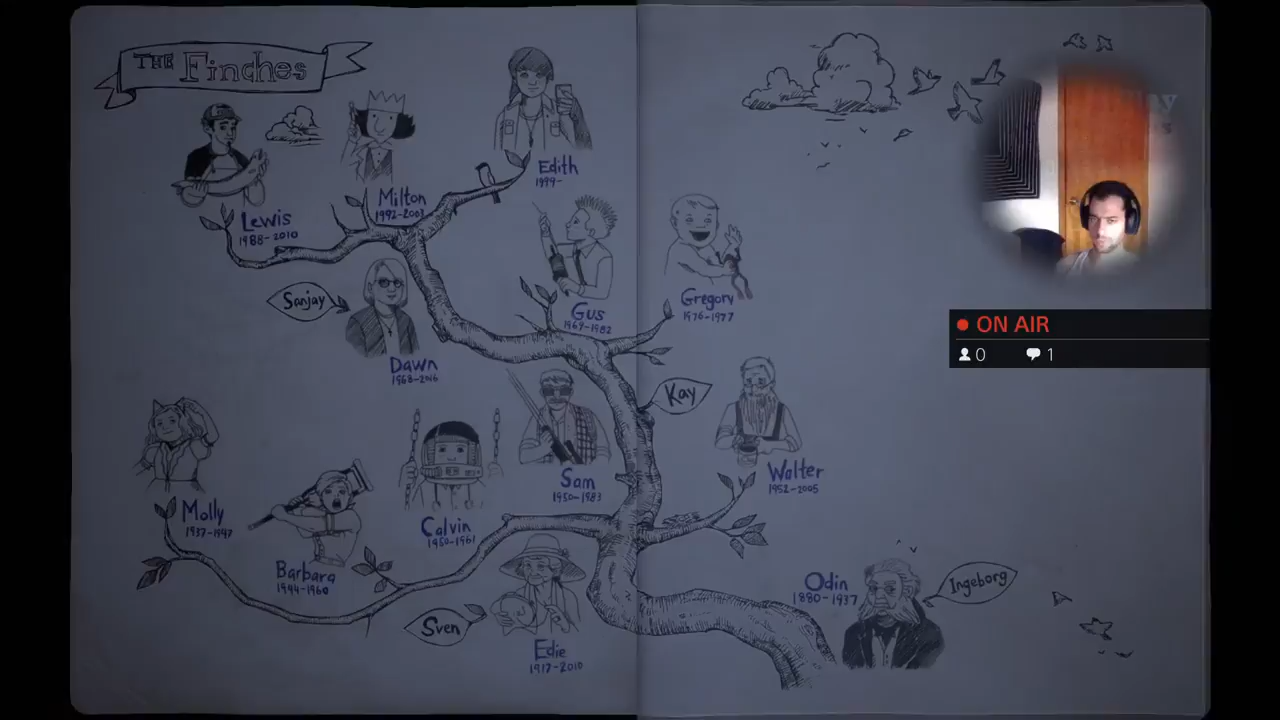 THE Finches
Edith
1999-
Milton
1992-2003
Lewis
1988-2010
Sanjay
Gus
1969-1982
Gregory
1976-1977
ON AIR
0
1
Dawn
1968-2016
Kay
Sam
1950-1983
Walter
1952-2005
Molly
1937-1947
Calvin
1950-1961
Barbara
1944-1960
Odin
1880-1937
Ingeborg
Sven
Edie
1917-2010